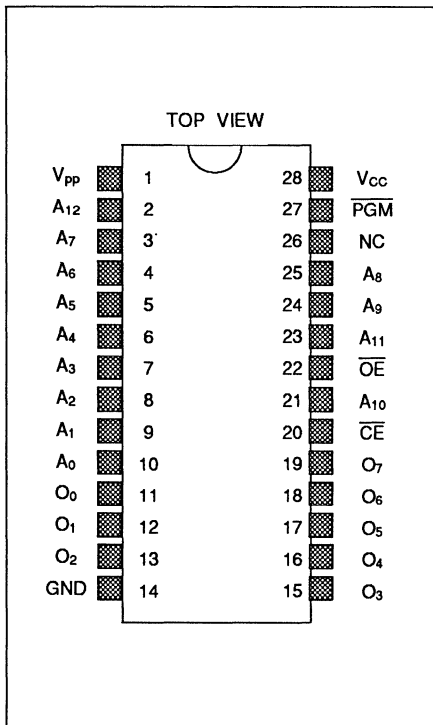 TOP VIEW
Vpp 1 28 Vcc
A12 2 27 PGM
A7 3 26 NC
A6 4 25 A8
A5 5 24 A9
A4 6 23 A11
A3 7 22 OE
A2 8 21 A10
A1 9 20 CE
A0 10 19 O7
O0 11 18 O6
O1 12 17 O5
O2 13 16 O4
GND 14 15 O3